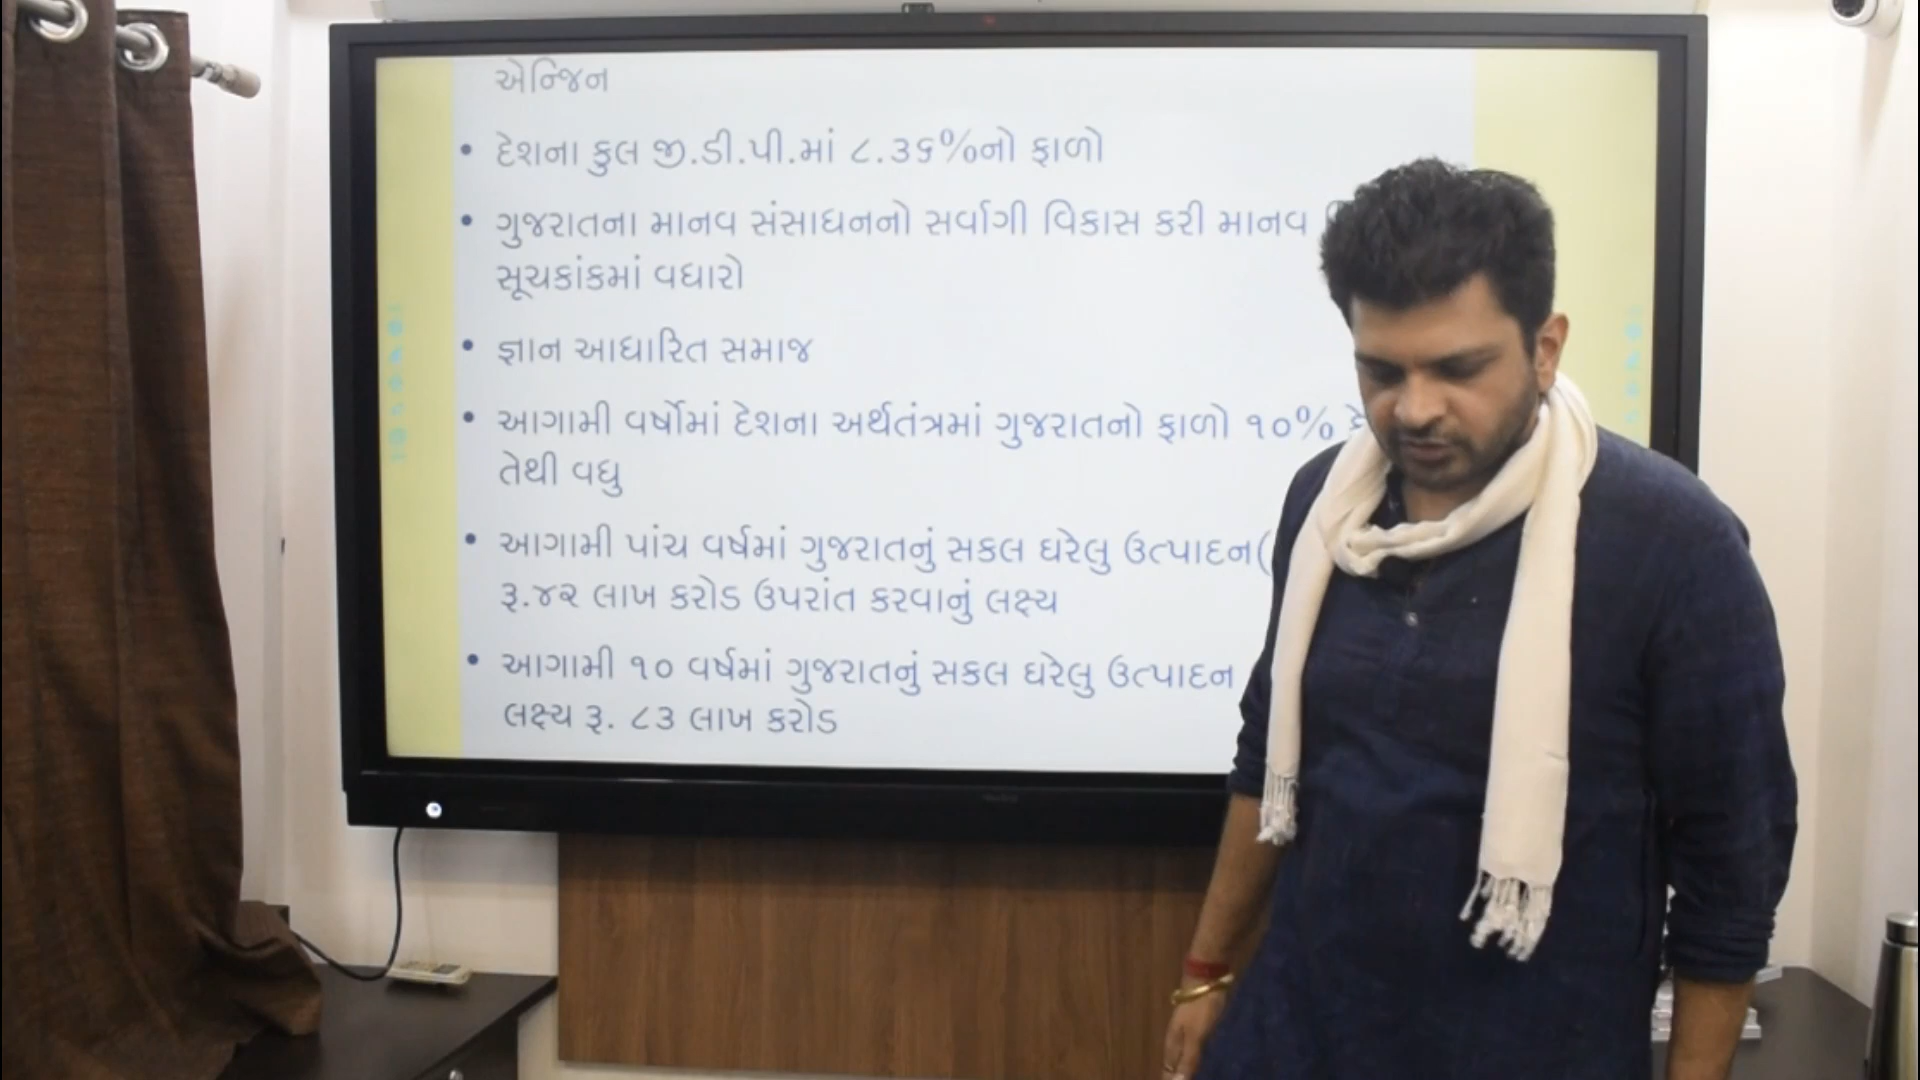 એન્જિન
• દેશના કુલ જી.ડી.પી.માં ૮.૩૬%નો ફાળો
• ગુજરાતના માનવ સંસાધનનો સર્વાગી વિકાસ કરી માનવ
સૂચકાંકમાં વધારો
• જ્ઞાન આધારિત સમાજ
• આગામી વર્ષોમાં દેશના અર્થતંત્રમાં ગુજરાતનો ફાળો ૧૦%
તેથી વધુ
• આગામી પાંચ વર્ષમાં ગુજરાતનું સકલ ઘરેલુ ઉત્પાદન(
રૂ.૪૨ લાખ કરોડ ઉપરાંત કરવાનું લક્ષ્ય
• આગામી ૧૦ વર્ષમાં ગુજરાતનું સકલ ઘરેલુ ઉત્પાદન
લક્ષ્ય રૂ. ૮૩ લાખ કરોડ